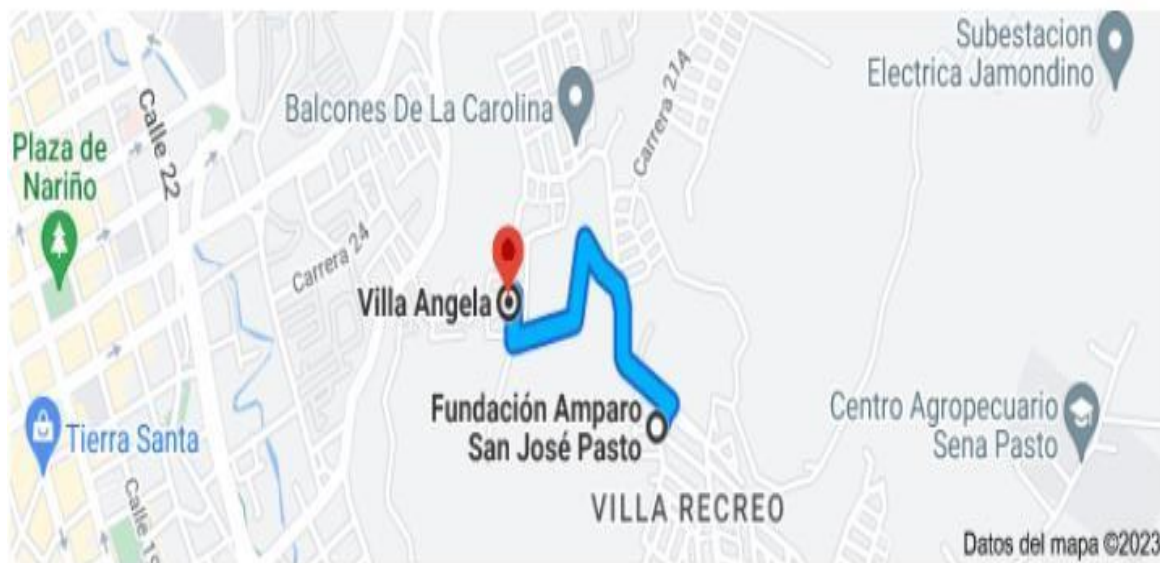 Subestacion
Electrica Jamondino
Balcones De La Carolina
Carrera 21A
Calle 22
Plaza de
Nariño
Carrera 24
Villa Angela
Fundación Amparo
San José Pasto
Centro Agropecuario
Sena Pasto
Tierra Santa
VILLA RECREO
Datos del mapa ©2023